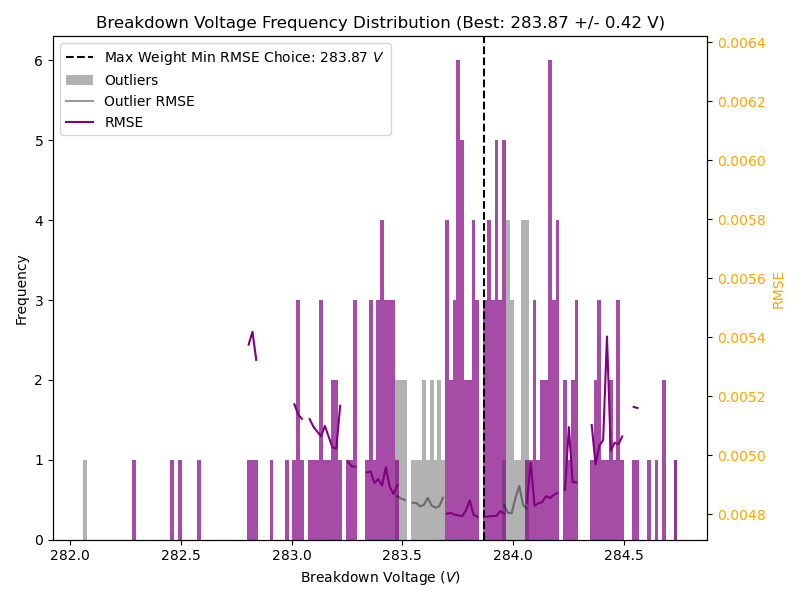 Breakdown Voltage Frequency Distribution (Best: 283.87 +/- 0.42 V)
Max Weight Min RMSE Choice: 283.87 V
Outliers
Outlier RMSE
RMSE
6
5
4
3
2
1
0
Frequency
0.0064
0.0062
0.0060
0.0058
0.0056
0.0054
0.0052
0.0050
0.0048
RMSE
282.0 282.5 283.0 283.5 284.0 284.5
Breakdown Voltage (V)